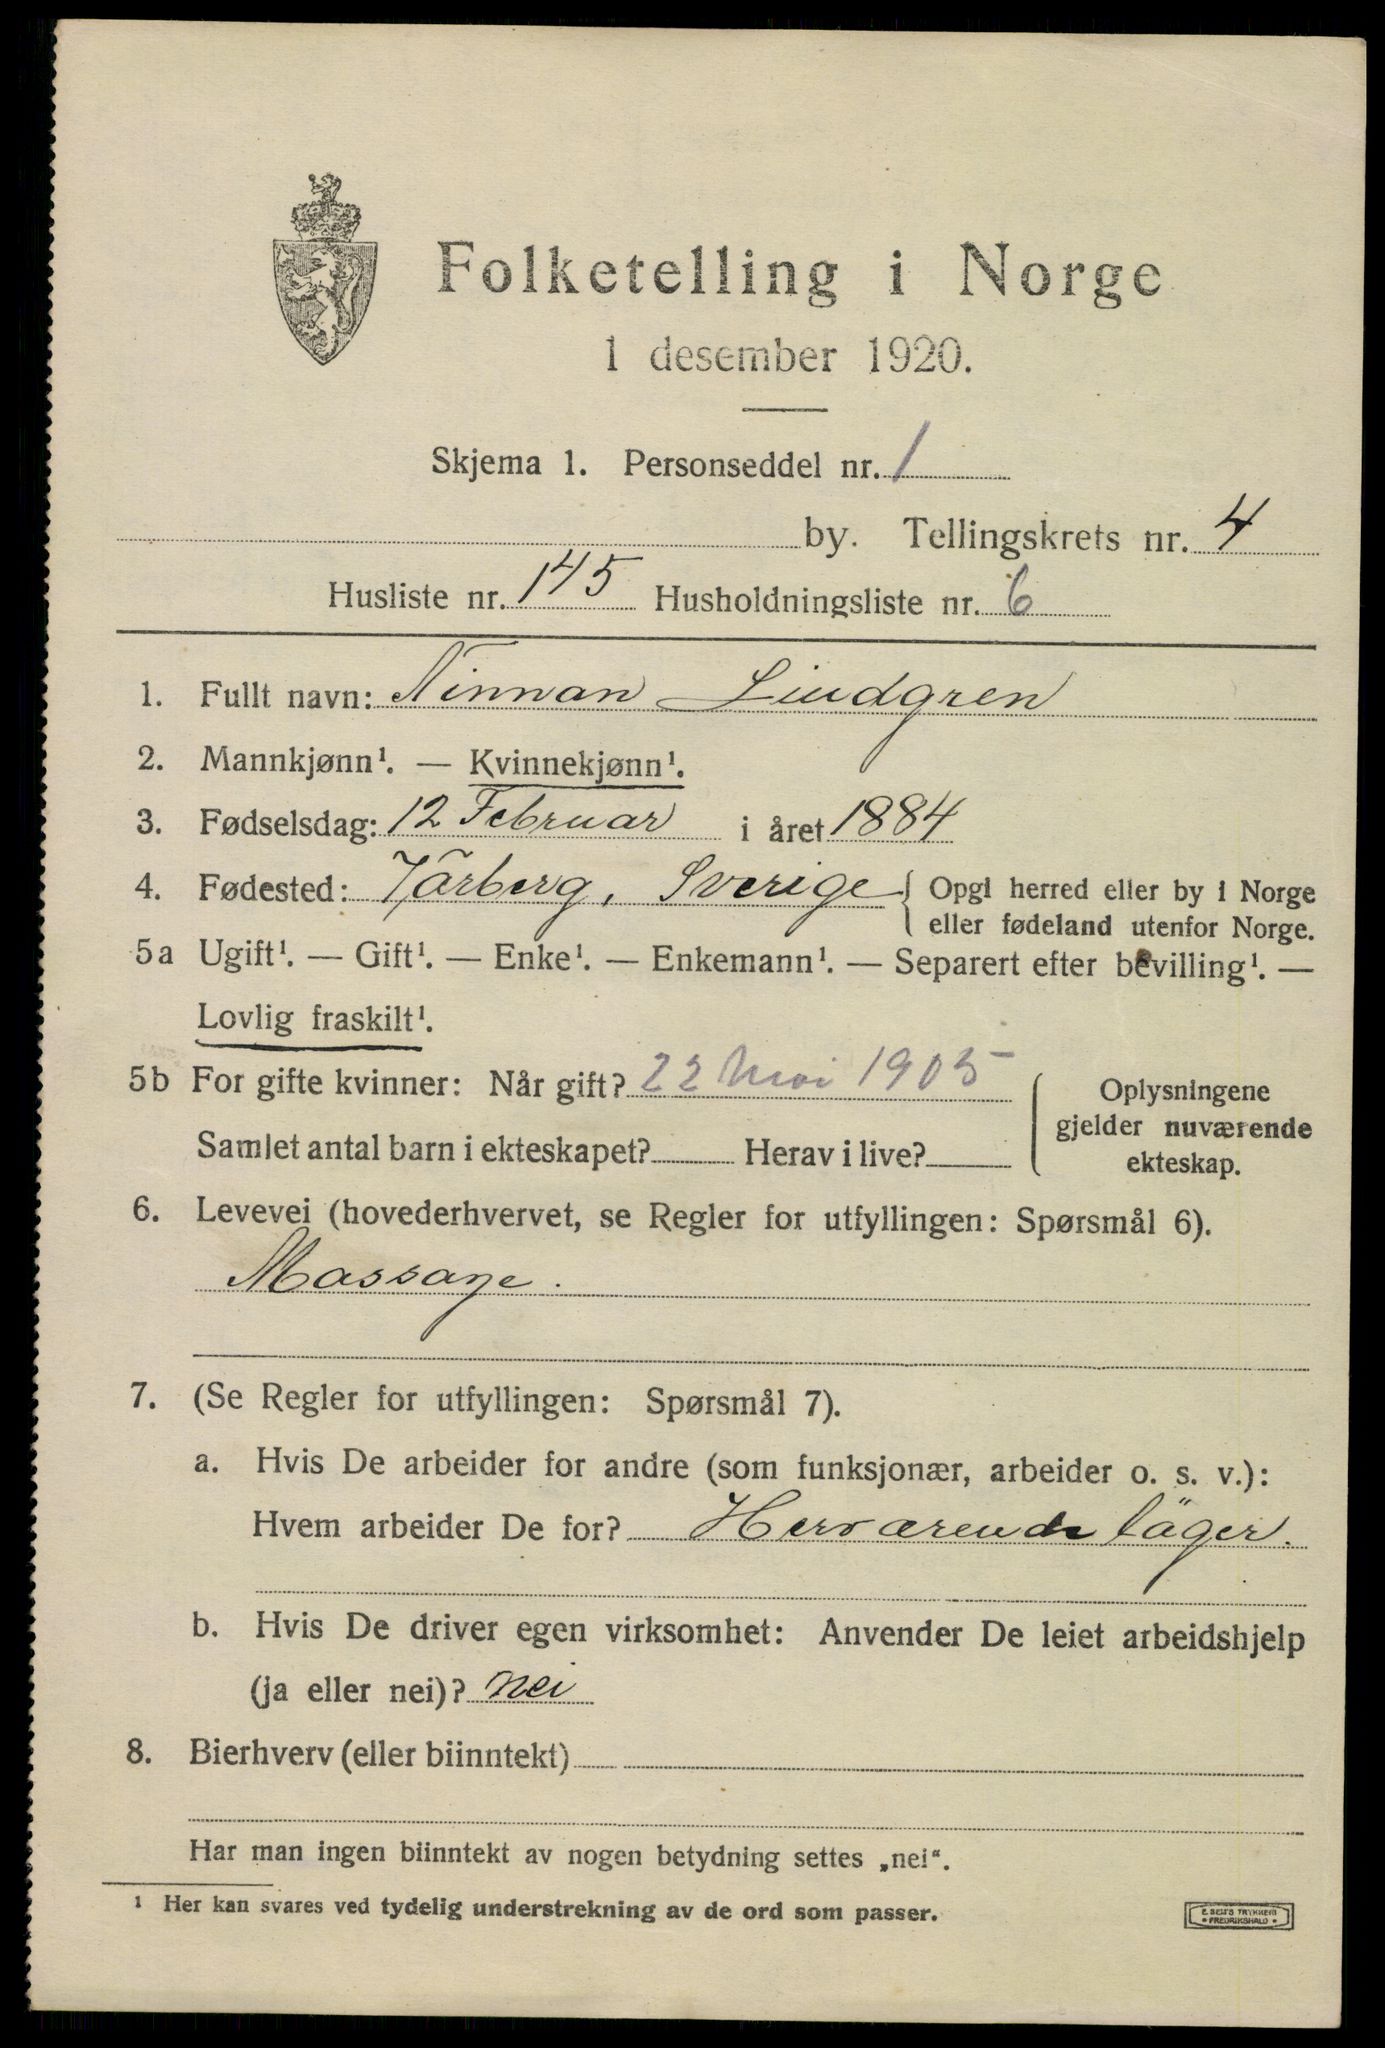 Folketelling i Norge
1 desember 1920.
Skjema 1. Personseddel nr. 1
by. Tellingskrets nr. 4
Husliste nr. 145 Husholdningsliste nr. 6
1. Fullt navn: Ninnan Lindgren
2. Mannkjønn¹. — Kvinnekjønn¹.
3. Fødselsdag: 12 Februar i året 1884
4. Fødested: Varberg, Sverige { Opgi herred eller by i Norge
eller fødeland utenfor Norge.
5a Ugift¹. — Gift¹. — Enke¹. — Enkemann¹. — Separert efter bevilling¹. —
Lovlig fraskilt¹.
5b For gifte kvinner: Når gift? 22 Mai 1905
Samlet antal barn i ekteskapet? Herav i live?
Oplysningene
gjelder nuværende
ekteskap.
6. Levevei (hovederhvervet, se Regler for utfyllingen: Spørsmål 6).
Massage.
7. (Se Regler for utfyllingen: Spørsmål 7).
a. Hvis De arbeider for andre (som funksjonær, arbeider o. s. v.):
Hvem arbeider De for? Herværende läger.
b. Hvis De driver egen virksomhet: Anvender De leiet arbeidshjelp
(ja eller nei)? nei
8. Bierhverv (eller biinntekt)
Har man ingen biinntekt av nogen betydning settes „nei“.
¹ Her kan svares ved tydelig understrekning av de ord som passer.
E. SEM'S TRYKKERI
• FREDRIKSHALD •